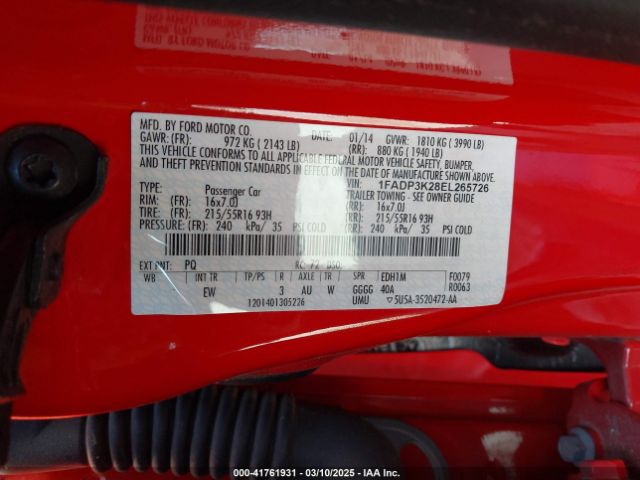 MFD. BY FORD MOTOR CO.
DATE: 01/14 GVWR: 1810 KG (3990 LB)
GAWR: (FR): 972 KG (2143 LB) (RR): 880 KG (1940 LB)
THIS VEHICLE CONFORMS TO ALL APPLICABLE FEDERAL MOTOR VEHICLE SAFETY, BUMPER,
AND THEFT PREVENTION STANDARDS IN EFFECT ON THE DATE OF MANUFACTURE SHOWN ABOVE.
VIN: 1FADP3K28EL265726
TYPE: Passenger Car TRAILER TOWING - SEE OWNER GUIDE
RIM: (FR): 16x7.0J (RR): 16x7.0J
TIRE: (FR): 215/55R16 93H (RR): 215/55R16 93H
PRESSURE: (FR): 240 kPa/ 35 PSI COLD (RR): 240 kPa/ 35 PSI COLD
EXT PNT: PQ RC: 72 DSO:
WB INT TR TP/PS R AXLE TR SPR EDH1M F0079
EW 3 AU W GGGG 40A R0063
1201401305226 UMU 5USA-3520472-AA
000-41761931 - 03/10/2025 - IAA Inc.